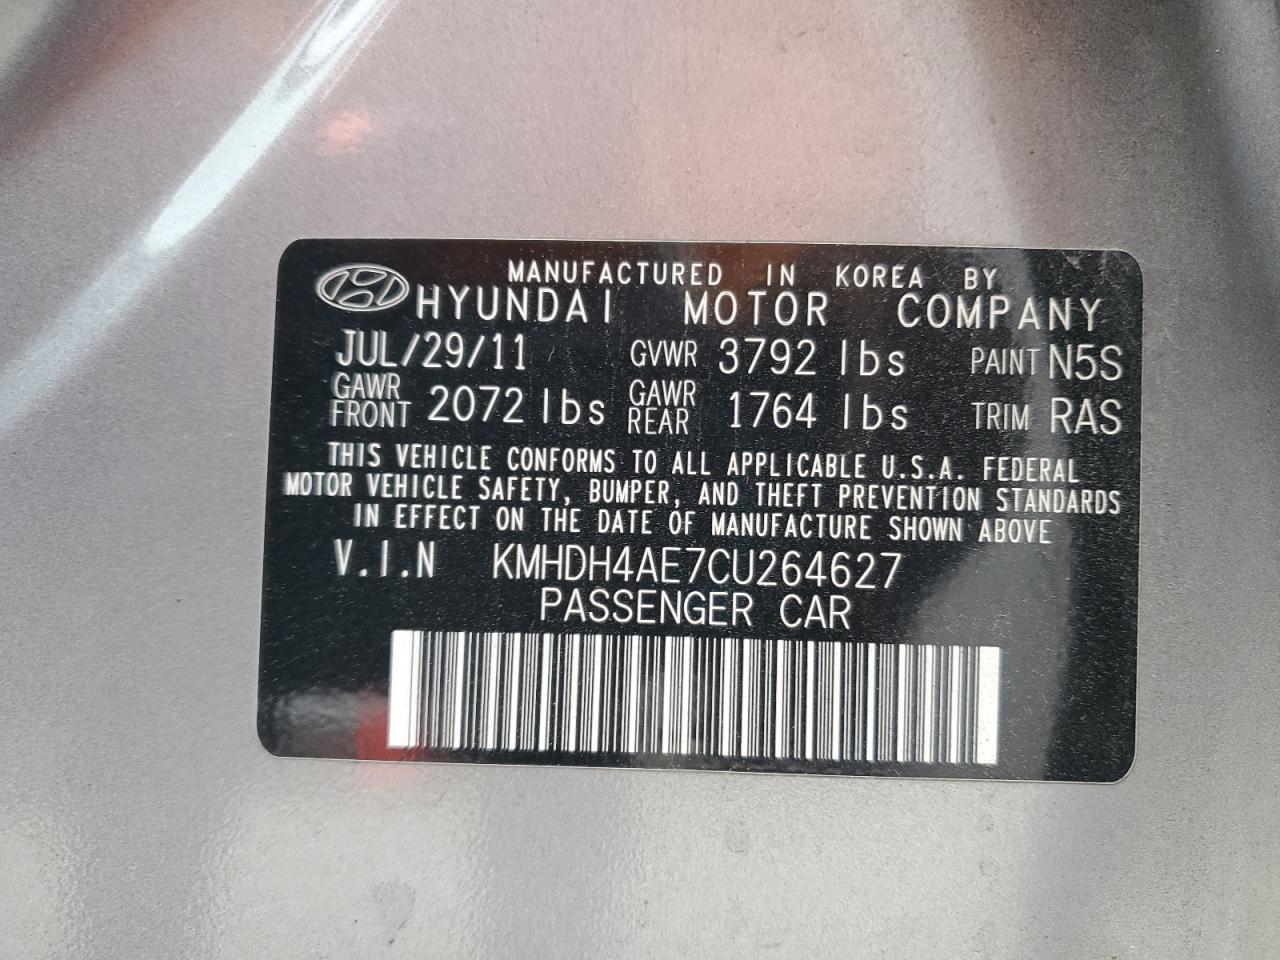 MANUFACTURED IN KOREA BY
HYUNDAI MOTOR COMPANY
JUL/29/11 GVWR 3792 lbs PAINT N5S
GAWR FRONT 2072 lbs GAWR REAR 1764 lbs TRIM RAS
THIS VEHICLE CONFORMS TO ALL APPLICABLE U.S.A. FEDERAL
MOTOR VEHICLE SAFETY, BUMPER, AND THEFT PREVENTION STANDARDS
IN EFFECT ON THE DATE OF MANUFACTURE SHOWN ABOVE
V.I.N KMHDH4AE7CU264627
PASSENGER CAR